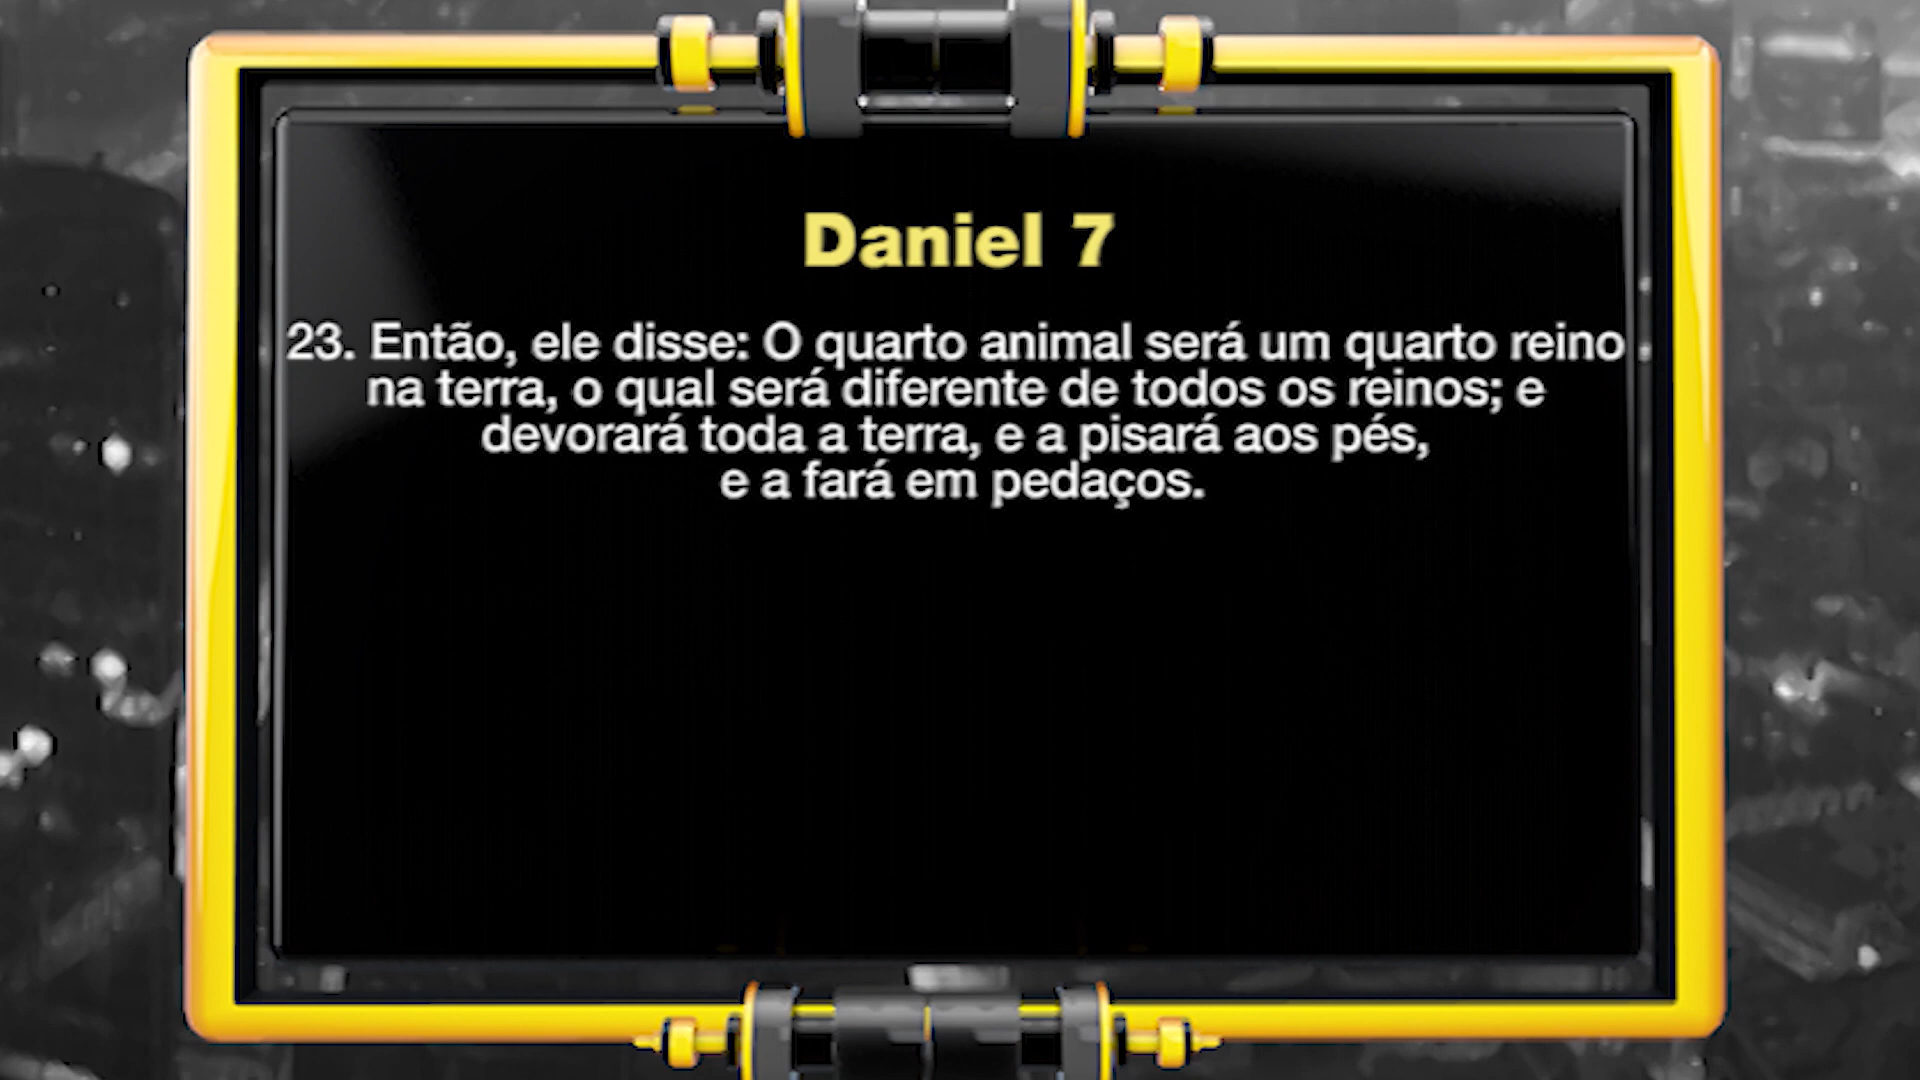 Daniel 7
23. Então, ele disse: O quarto animal será um quarto reino
na terra, o qual será diferente de todos os reinos; e
devorará toda a terra, e a pisará aos pés,
e a fará em pedaços.